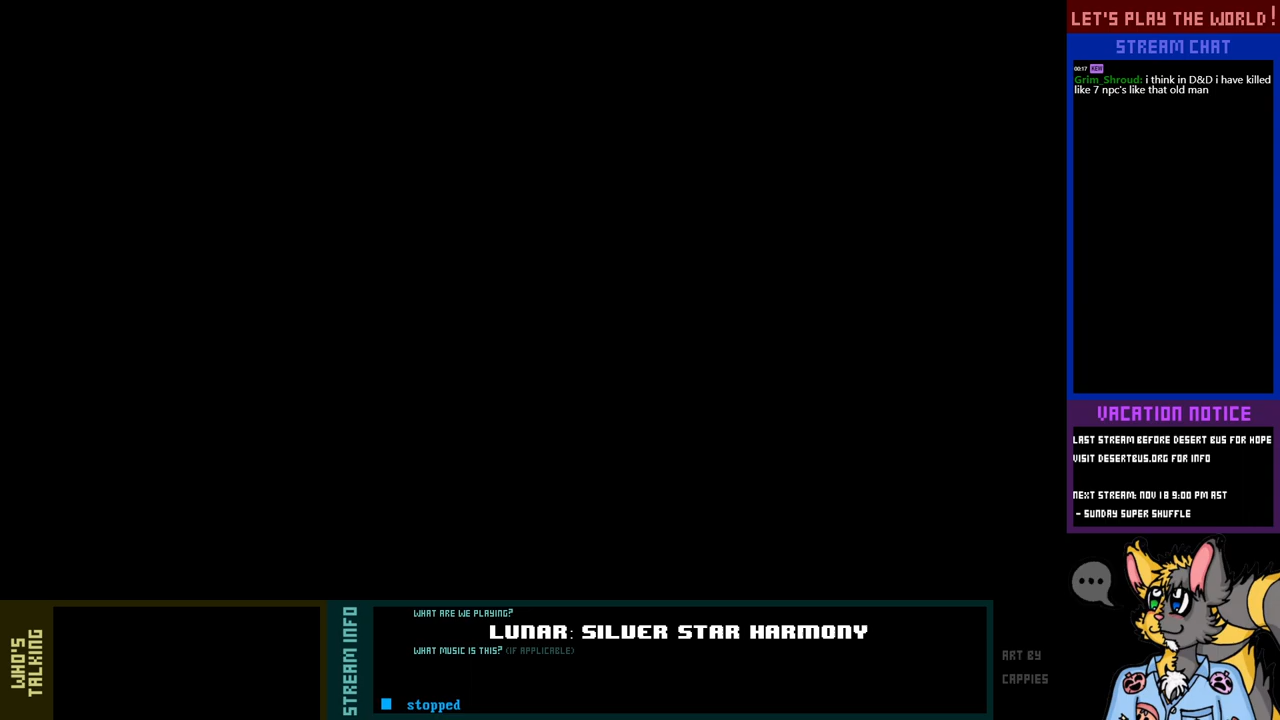 LET'S PLAY THE WORLD!
STREAM CHAT
00:17 NEW
Grim_Shroud: i think in D&D i have killed
like 7 npc's like that old man
VACATION NOTICE
LAST STREAM BEFORE DESERT BUS FOR HOPE
VISIT DESERTBUS.ORG FOR INFO
NEXT STREAM: NOV 18 9:00 PM AST
- SUNDAY SUPER SHUFFLE
...
WHO'S
TALKING
STREAM INFO
WHAT ARE WE PLAYING?
LUNAR: SILVER STAR HARMONY
WHAT MUSIC IS THIS? (IF APPLICABLE)
stopped
ART BY
CAPPIES